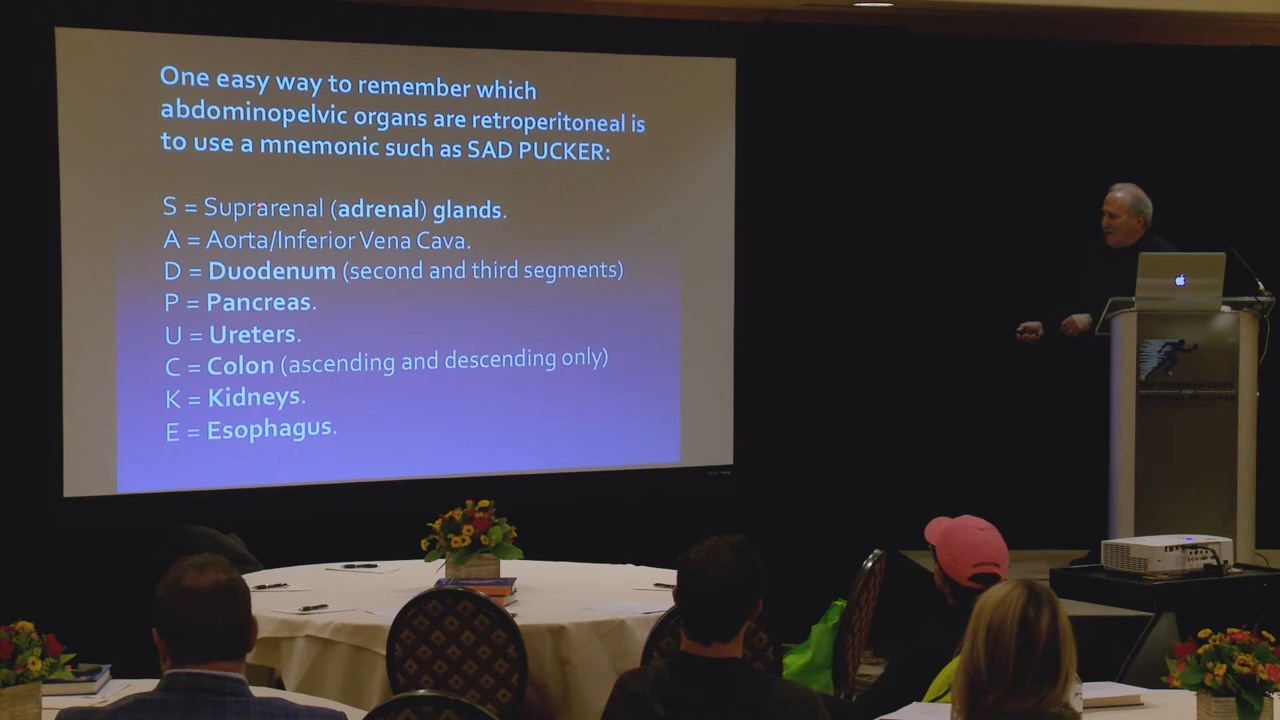 One easy way to remember which
abdominopelvic organs are retroperitoneal is
to use a mnemonic such as SAD PUCKER:
S = Suprarenal (adrenal) glands.
A = Aorta/Inferior Vena Cava.
D = Duodenum (second and third segments)
P = Pancreas.
U = Ureters.
C = Colon (ascending and descending only)
K = Kidneys.
E = Esophagus.